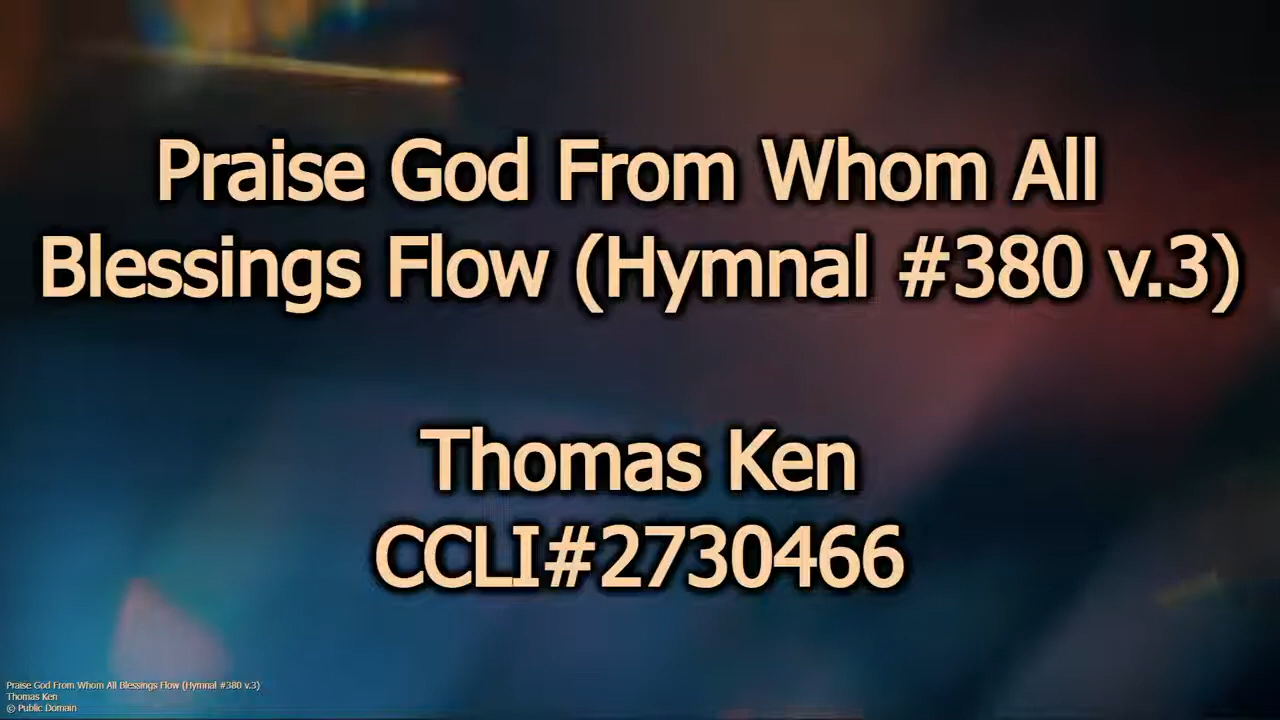 Praise God From Whom All
Blessings Flow (Hymnal #380 v.3)
Thomas Ken
CCLI#2730466
Praise God From Whom All Blessings Flow (Hymnal #380 v.3)
Thomas Ken
© Public Domain